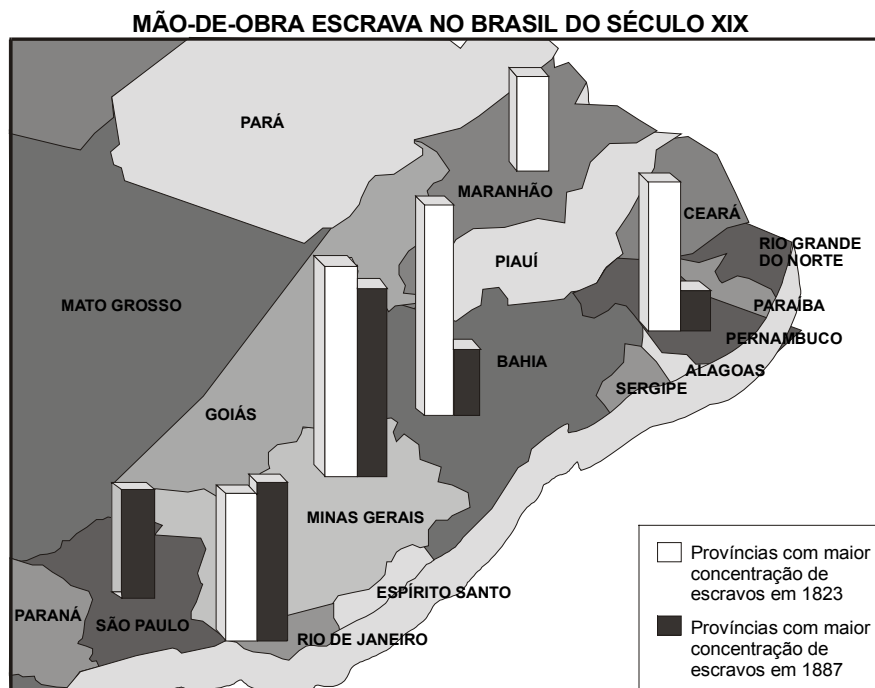 MÃO-DE-OBRA ESCRAVA NO BRASIL DO SÉCULO XIX
PARÁ
MARANHÃO
CEARÁ
RIO GRANDE
DO NORTE
PIAUÍ
MATO GROSSO
PARAÍBA
PERNAMBUCO
BAHIA
ALAGOAS
SERGIPE
GOIÁS
MINAS GERAIS
ESPÍRITO SANTO
PARANÁ
SÃO PAULO
RIO DE JANEIRO
Províncias com maior
concentração de
escravos em 1823
Províncias com maior
concentração de
escravos em 1887